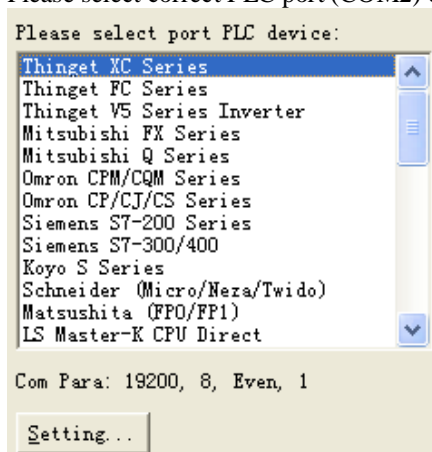 Please select port PLC device:
Thinget XC Series
Thinget FC Series
Thinget V5 Series Inverter
Mitsubishi FX Series
Mitsubishi Q Series
Omron CPM/CQM Series
Omron CP/CJ/CS Series
Siemens S7-200 Series
Siemens S7-300/400
Koyo S Series
Schneider (Micro/Neza/Twido)
Matsushita (FP0/FP1)
LS Master-K CPU Direct
Com Para: 19200, 8, Even, 1
Setting...